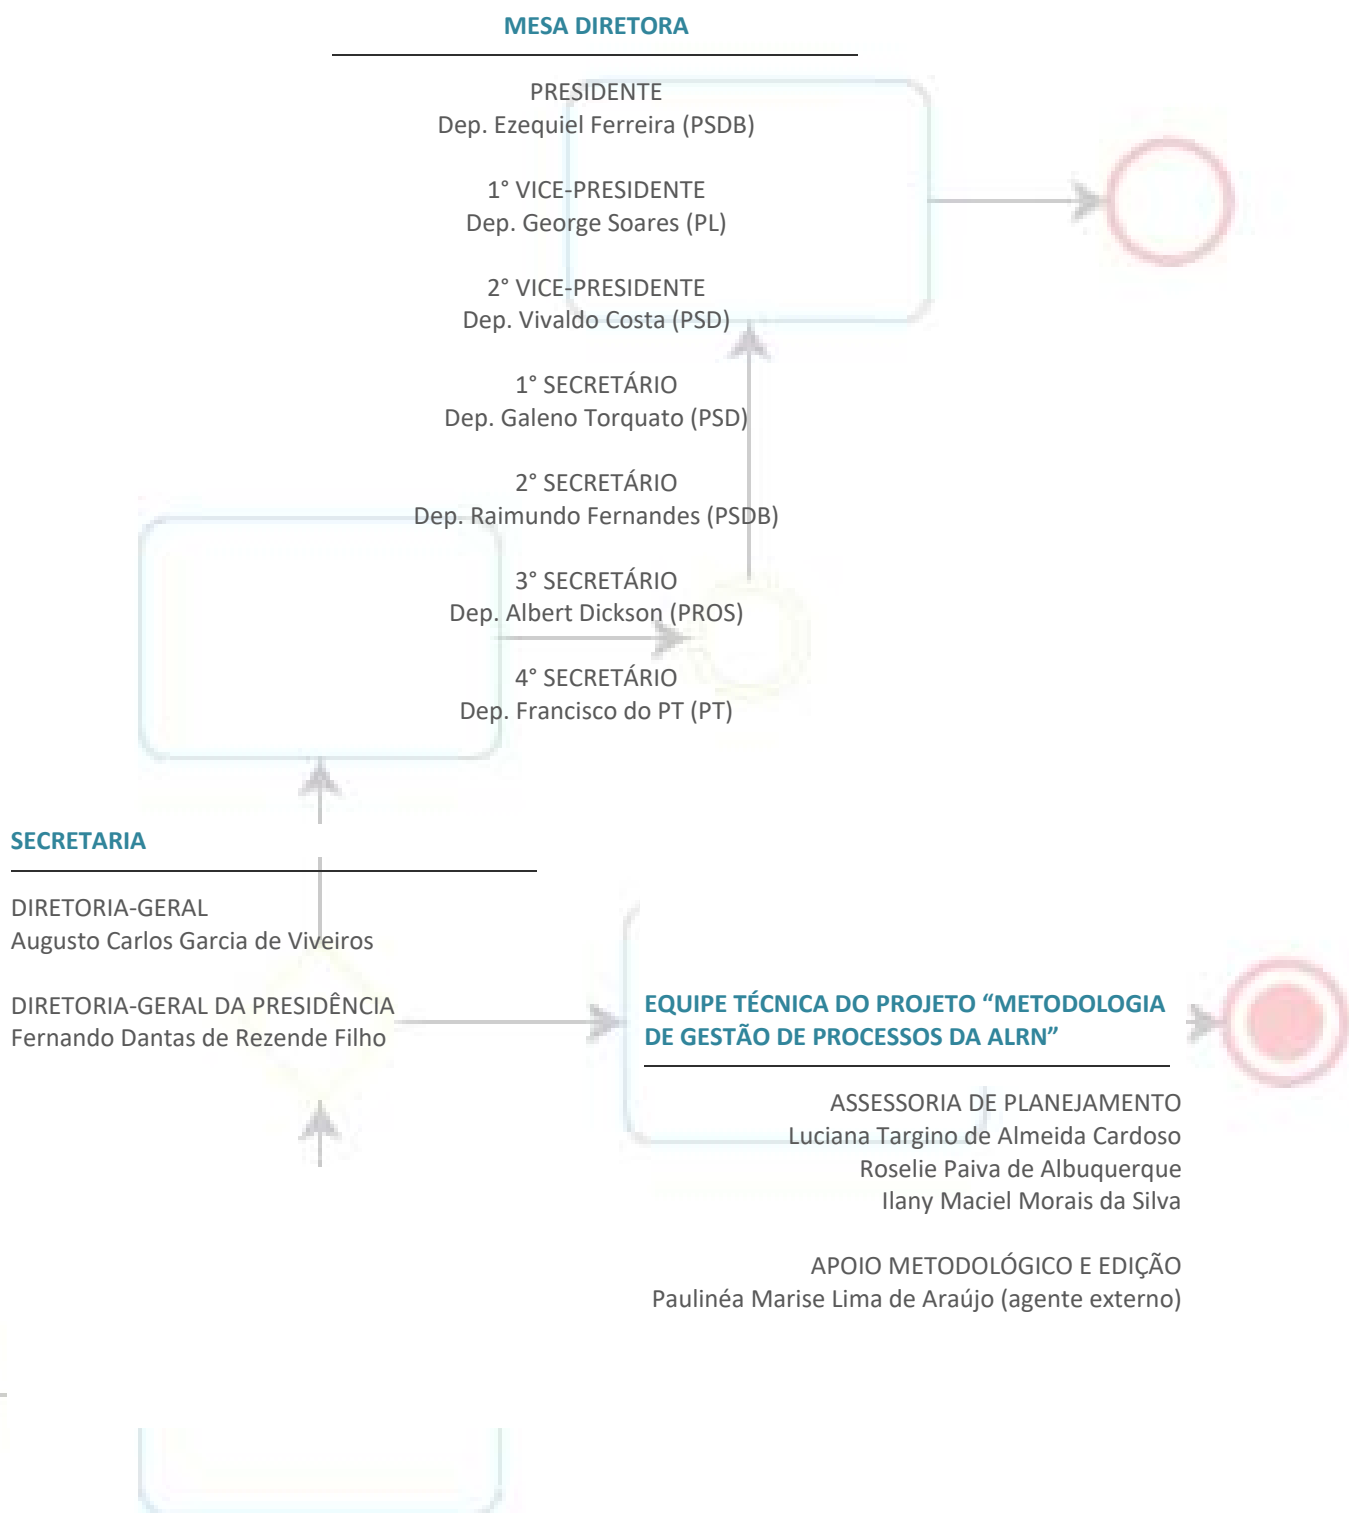 MESA DIRETORA
PRESIDENTE
Dep. Ezequiel Ferreira (PSDB)
1° VICE-PRESIDENTE
Dep. George Soares (PL)
2° VICE-PRESIDENTE
Dep. Vivaldo Costa (PSD)
1° SECRETÁRIO
Dep. Galeno Torquato (PSD)
2° SECRETÁRIO
Dep. Raimundo Fernandes (PSDB)
3° SECRETÁRIO
Dep. Albert Dickson (PROS)
4° SECRETÁRIO
Dep. Francisco do PT (PT)
SECRETARIA
DIRETORIA-GERAL
Augusto Carlos Garcia de Viveiros
DIRETORIA-GERAL DA PRESIDÊNCIA
Fernando Dantas de Rezende Filho
EQUIPE TÉCNICA DO PROJETO “METODOLOGIA
DE GESTÃO DE PROCESSOS DA ALRN”
ASSESSORIA DE PLANEJAMENTO
Luciana Targino de Almeida Cardoso
Roselie Paiva de Albuquerque
Ilany Maciel Morais da Silva
APOIO METODOLÓGICO E EDIÇÃO
Paulinéa Marise Lima de Araújo (agente externo)